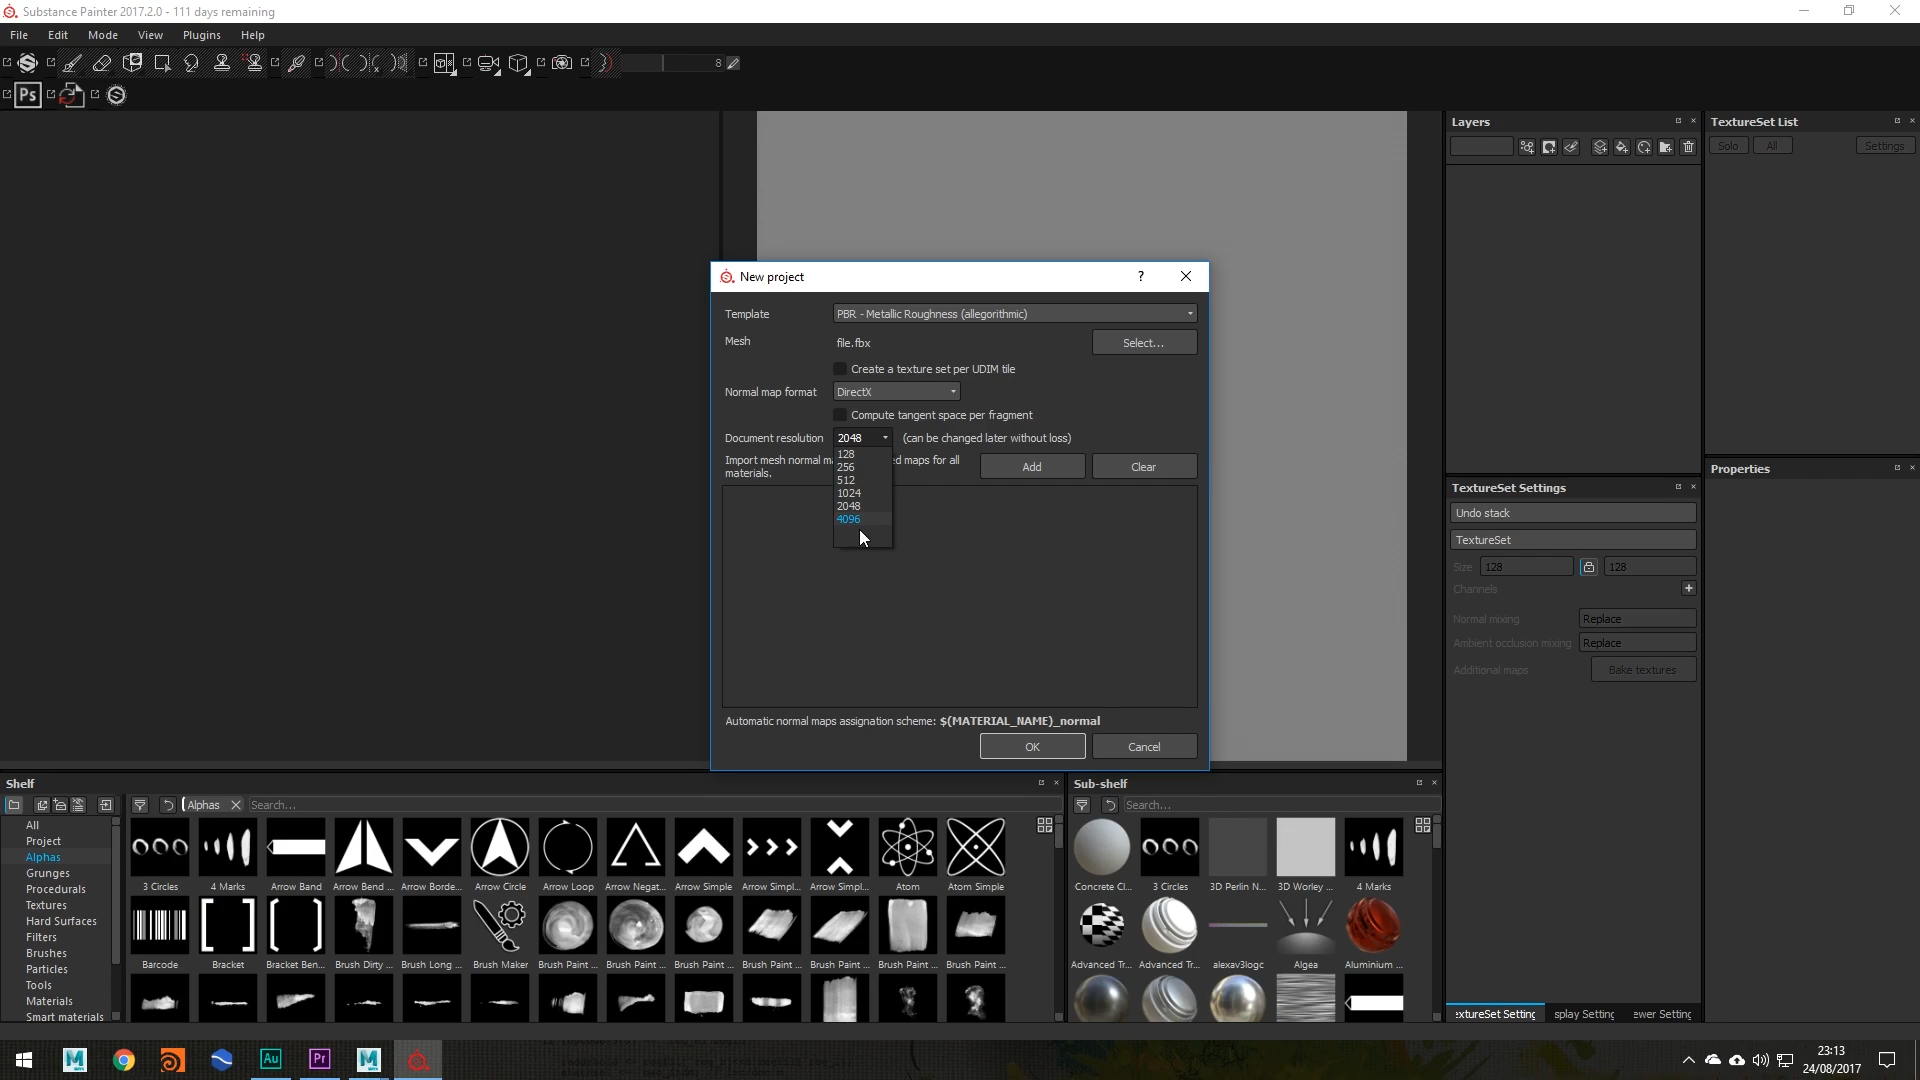 Substance Painter 2017.2.0 - 111 days remaining
File Edit Mode View Plugins Help
8
Ps
Layers
TextureSet List
Solo All Settings
New project
?
Template PBR - Metallic Roughness (allegorithmic)
Mesh file.fbx Select...
Create a texture set per UDIM tile
Normal map format DirectX
Compute tangent space per fragment
Document resolution 2048 (can be changed later without loss)
128
256
512
1024
2048
4096
Import mesh normal ed maps for all
materials.
Add Clear
Automatic normal maps assignation scheme: $(MATERIAL_NAME)_normal
OK Cancel
Properties
TextureSet Settings
Undo stack
TextureSet
Size 128 128
Channels
Normal mixing Replace
Ambient occlusion mixing Replace
Additional maps Bake textures
extureSet Setting splay Setting ewer Setting
Shelf
Alphas Search...
All
Project
Alphas
Grunges
Procedurals
Textures
Hard Surfaces
Filters
Brushes
Particles
Tools
Materials
Smart materials
3 Circles 4 Marks Arrow Band Arrow Bend ... Arrow Borde... Arrow Circle Arrow Loop Arrow Negat... Arrow Simple Arrow Simpl... Arrow Simpl... Atom Atom Simple
Barcode Bracket Bracket Ben... Brush Dirty ... Brush Long ... Brush Maker Brush Paint ... Brush Paint ... Brush Paint ... Brush Paint ... Brush Paint ... Brush Paint ... Brush Paint ...
Sub-shelf
Search...
Concrete Cl... 3 Circles 3D Perlin N... 3D Worley ... 4 Marks
Advanced Tr... Advanced Tr... alexav3logc Algea Aluminium ...
Au Pr
23:13
24/08/2017